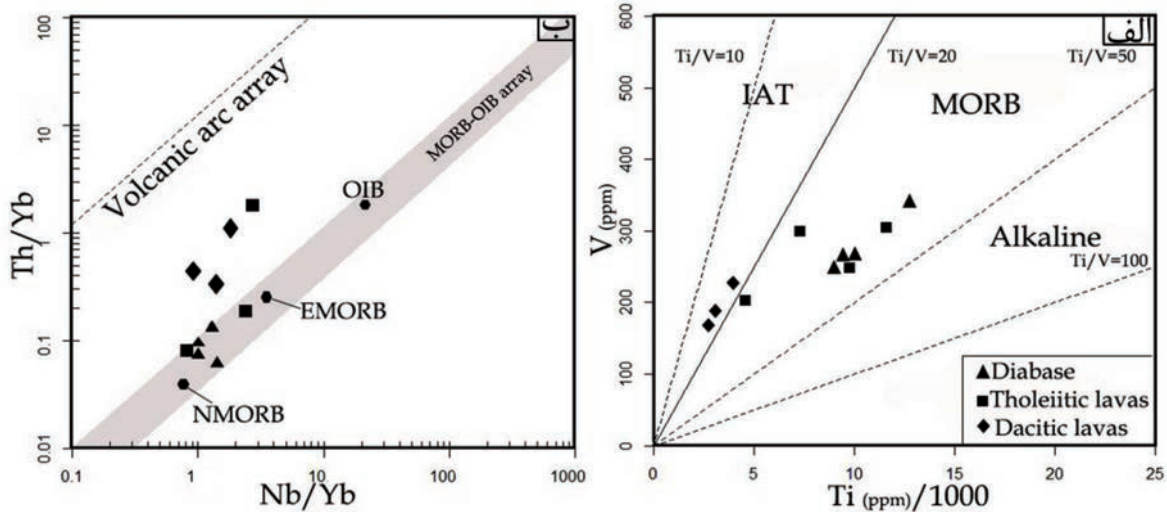 ب
100
10
1
0.1
0.01
Th/Yb
Volcanic arc array
MORB-OIB array
OIB
EMORB
NMORB
0.1
1
10
100
1000
Nb/Yb
الف
600
500
400
300
200
100
0
V (ppm)
Ti/V=10
Ti/V=20
Ti/V=50
IAT
MORB
Alkaline
Ti/V=100
Diabase
Tholeiitic lavas
Dacitic lavas
0
5
10
15
20
25
Ti (ppm)/1000